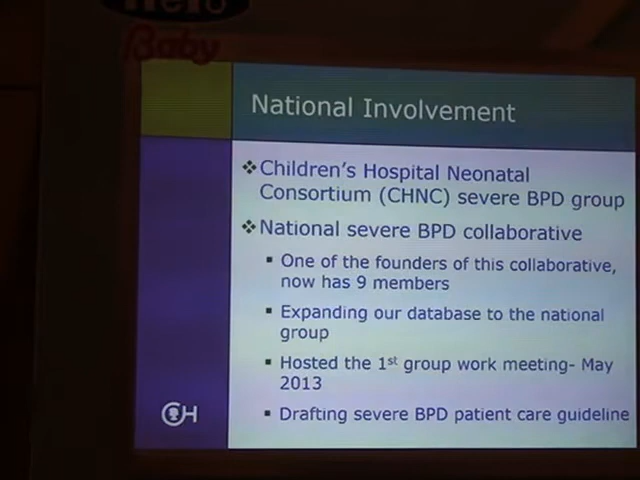 Hero
Baby
National Involvement
❖Children's Hospital Neonatal
Consortium (CHNC) severe BPD group
❖National severe BPD collaborative
▪ One of the founders of this collaborative,
now has 9 members
▪ Expanding our database to the national
group
▪ Hosted the 1st group work meeting- May
2013
▪ Drafting severe BPD patient care guideline
CH